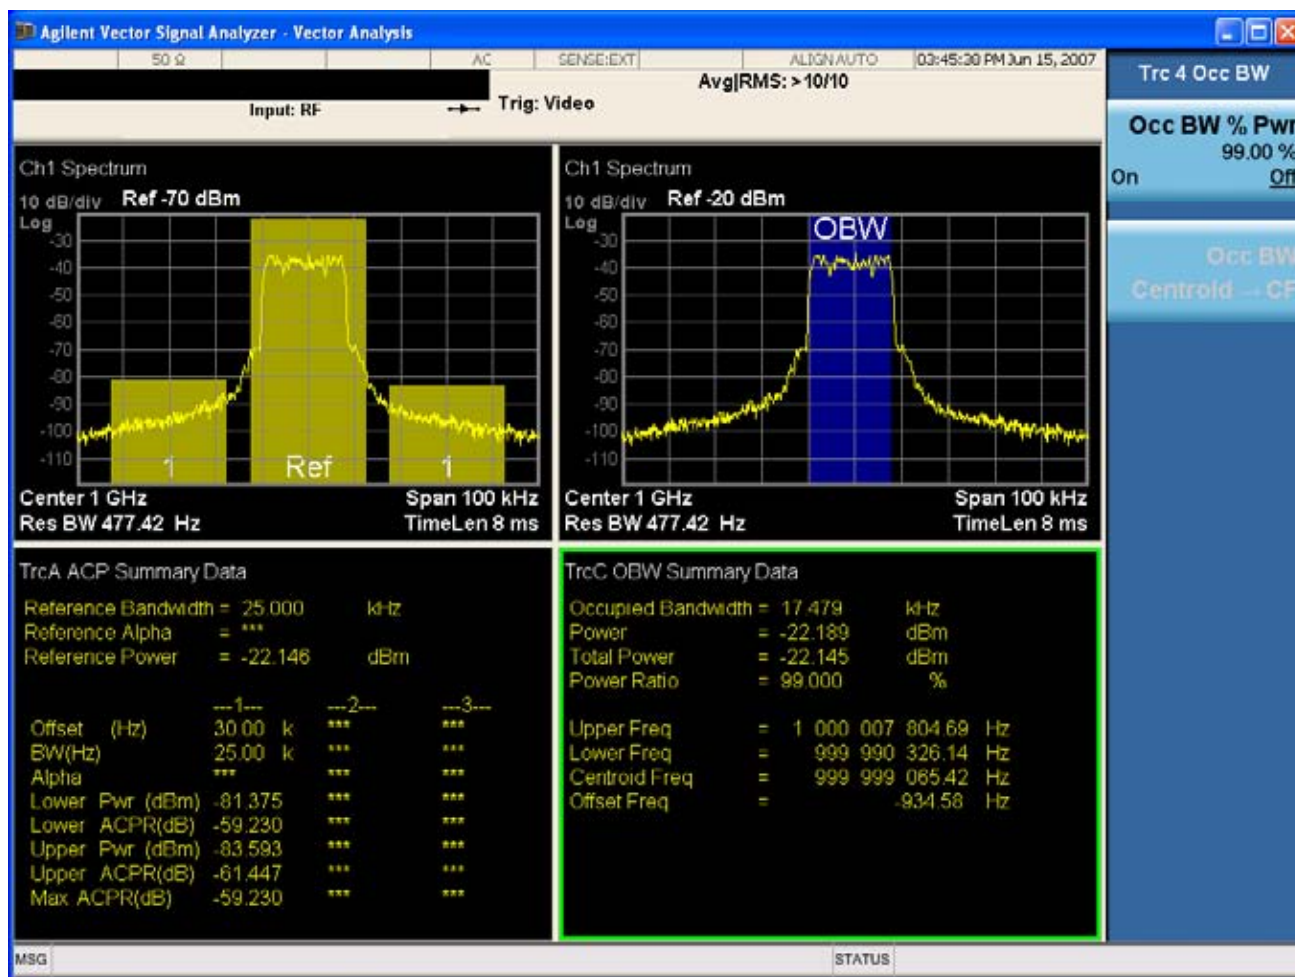 Agilent Vector Signal Analyzer - Vector Analysis
50 Ω AC SENSE:EXT ALIGN AUTO 03:45:38 PM Jun 15, 2007
Avg|RMS: >10/10
Input: RF Trig: Video
Trc 4 Occ BW
Occ BW % Pwr
99.00 %
On Off
Occ BW
Centroid → CF
Ch1 Spectrum
10 dB/div Ref -70 dBm
Log
-30
-40
-50
-60
-70
-80
-90
-100
-110
1 Ref 1
Center 1 GHz Span 100 kHz
Res BW 477.42 Hz TimeLen 8 ms
Ch1 Spectrum
10 dB/div Ref -20 dBm
Log
OBW
-30
-40
-50
-60
-70
-80
-90
-100
-110
Center 1 GHz Span 100 kHz
Res BW 477.42 Hz TimeLen 8 ms
TrcA ACP Summary Data
Reference Bandwidth = 25.000 kHz
Reference Alpha = ***
Reference Power = -22.146 dBm
---1--- ---2--- ---3---
Offset (Hz) 30.00 k *** ***
BW(Hz) 25.00 k *** ***
Alpha *** *** ***
Lower Pwr (dBm) -81.375 *** ***
Lower ACPR(dB) -59.230 *** ***
Upper Pwr (dBm) -83.593 *** ***
Upper ACPR(dB) -61.447 *** ***
Max ACPR(dB) -59.230 *** ***
TrcC OBW Summary Data
Occupied Bandwidth = 17.479 kHz
Power = -22.189 dBm
Total Power = -22.145 dBm
Power Ratio = 99.000 %
Upper Freq = 1 000 007 804.69 Hz
Lower Freq = 999 990 326.14 Hz
Centroid Freq = 999 999 065.42 Hz
Offset Freq = -934.58 Hz
MSG STATUS